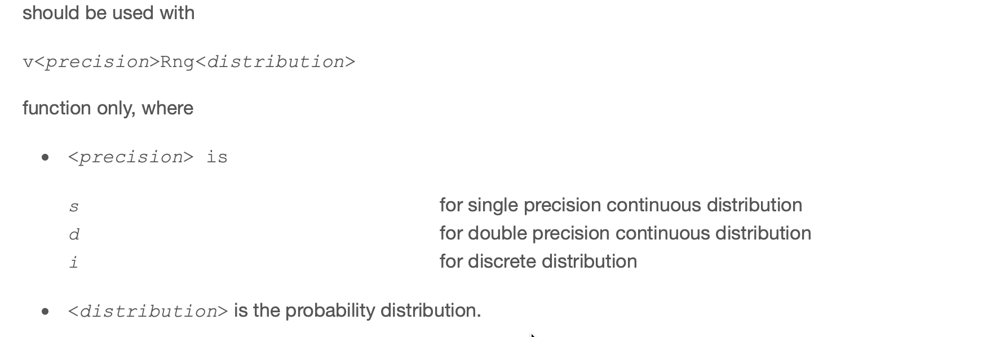 should be used with
v<precision>Rng<distribution>
function only, where
• <precision> is
s for single precision continuous distribution
d for double precision continuous distribution
i for discrete distribution
• <distribution> is the probability distribution.